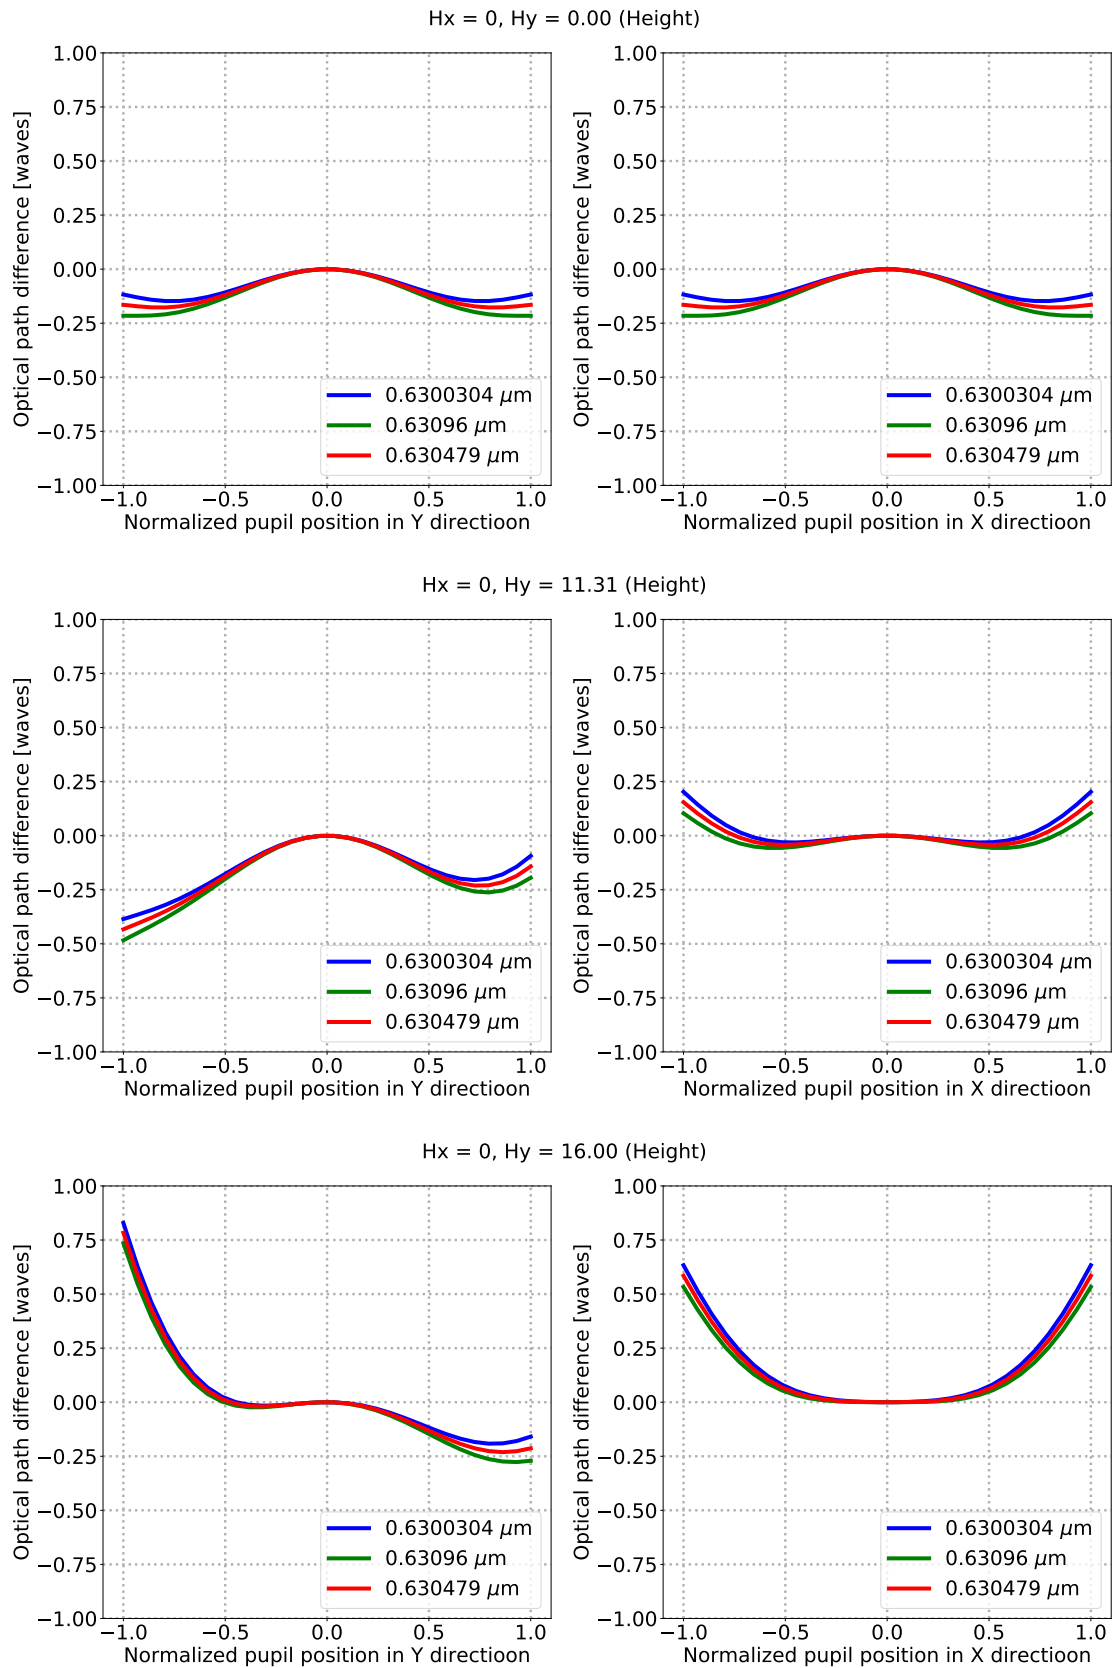 Hx = 0, Hy = 0.00 (Height)
1.00
0.75
0.50
0.25
0.00
−0.25
−0.50
−0.75
−1.00
Optical path difference [waves]
0.6300304 μm
0.63096 μm
0.630479 μm
−1.0 −0.5 0.0 0.5 1.0
Normalized pupil position in Y directioon
1.00
0.75
0.50
0.25
0.00
−0.25
−0.50
−0.75
−1.00
Optical path difference [waves]
0.6300304 μm
0.63096 μm
0.630479 μm
−1.0 −0.5 0.0 0.5 1.0
Normalized pupil position in X directioon
Hx = 0, Hy = 11.31 (Height)
1.00
0.75
0.50
0.25
0.00
−0.25
−0.50
−0.75
−1.00
Optical path difference [waves]
0.6300304 μm
0.63096 μm
0.630479 μm
−1.0 −0.5 0.0 0.5 1.0
Normalized pupil position in Y directioon
1.00
0.75
0.50
0.25
0.00
−0.25
−0.50
−0.75
−1.00
Optical path difference [waves]
0.6300304 μm
0.63096 μm
0.630479 μm
−1.0 −0.5 0.0 0.5 1.0
Normalized pupil position in X directioon
Hx = 0, Hy = 16.00 (Height)
1.00
0.75
0.50
0.25
0.00
−0.25
−0.50
−0.75
−1.00
Optical path difference [waves]
0.6300304 μm
0.63096 μm
0.630479 μm
−1.0 −0.5 0.0 0.5 1.0
Normalized pupil position in Y directioon
1.00
0.75
0.50
0.25
0.00
−0.25
−0.50
−0.75
−1.00
Optical path difference [waves]
0.6300304 μm
0.63096 μm
0.630479 μm
−1.0 −0.5 0.0 0.5 1.0
Normalized pupil position in X directioon